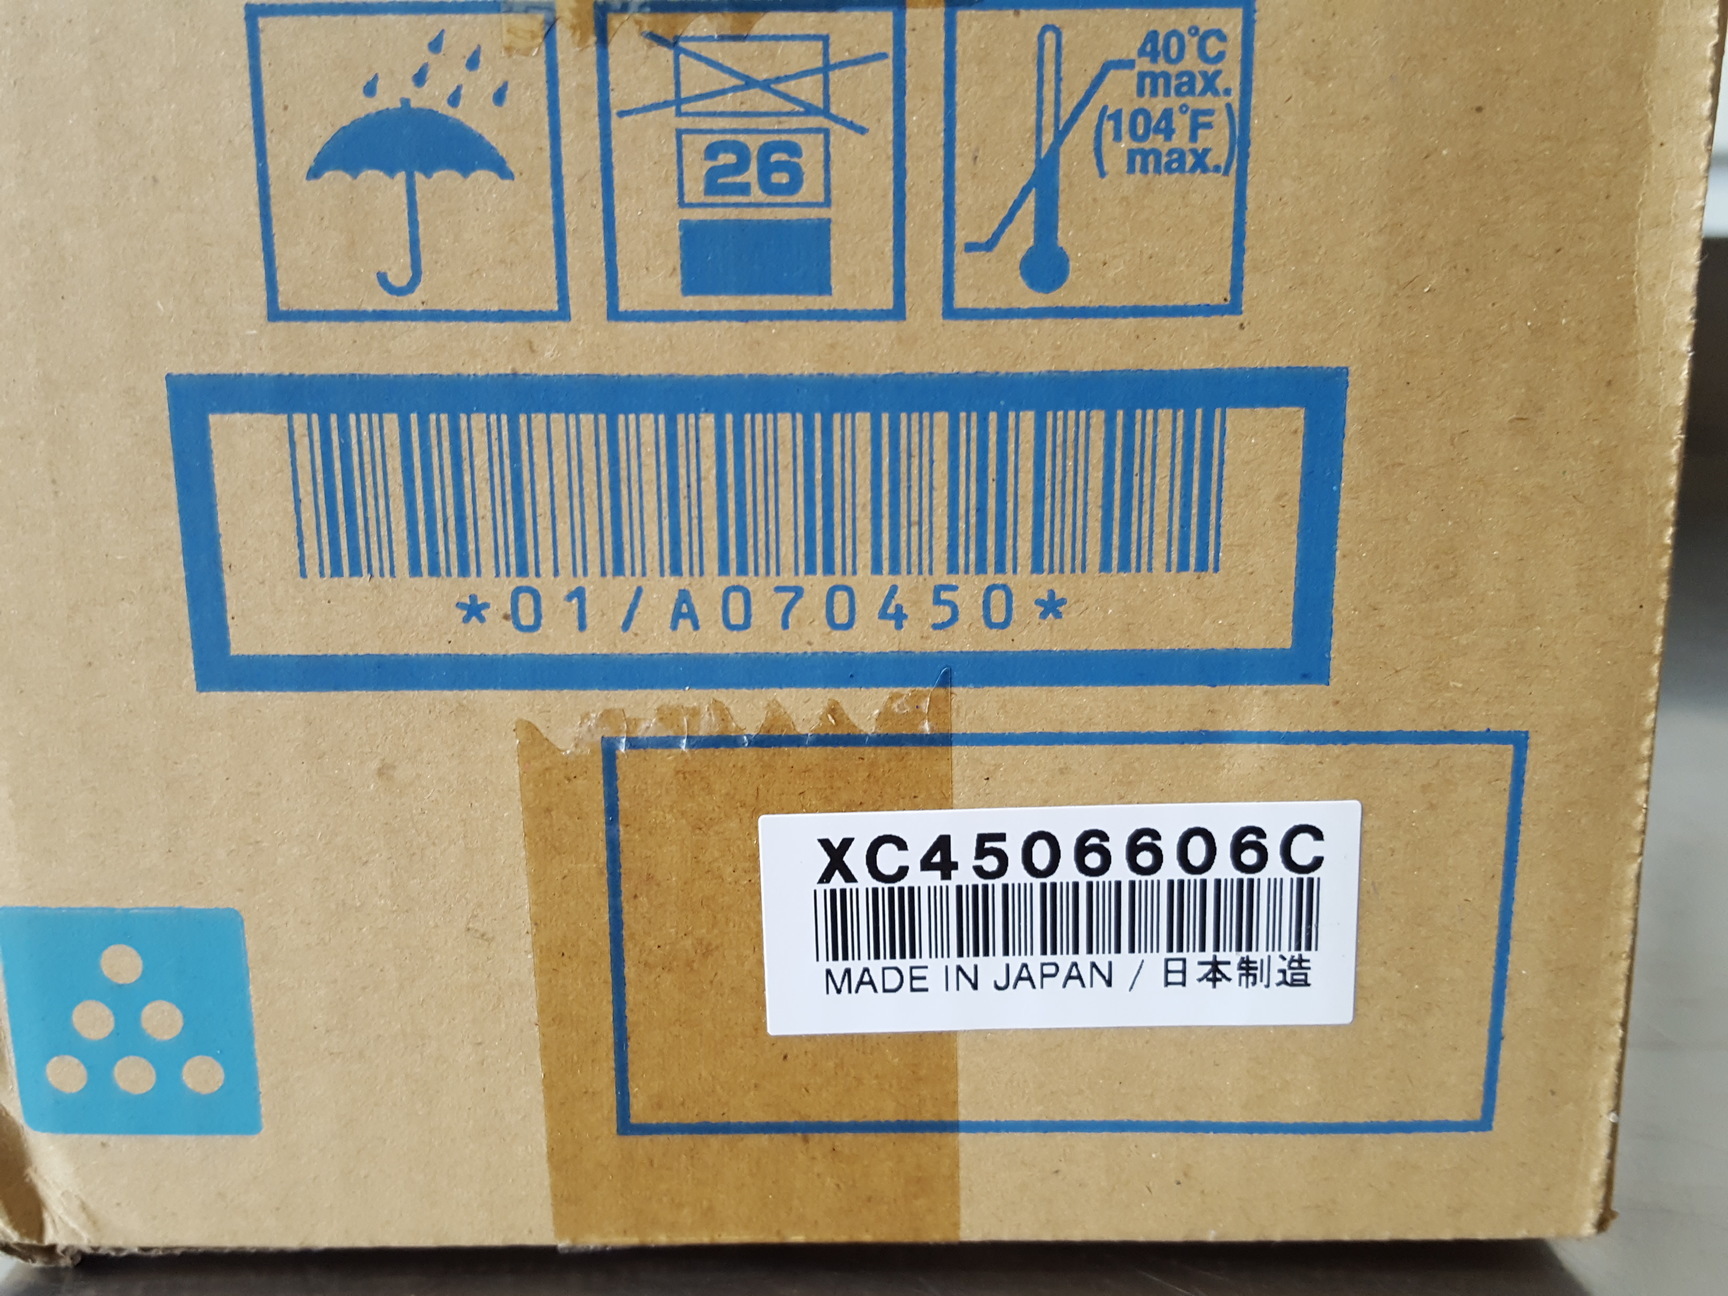 40°C
max.
(104°F
max.)
26
*01/A070450*
XC4506606C
MADE IN JAPAN / 日本制造